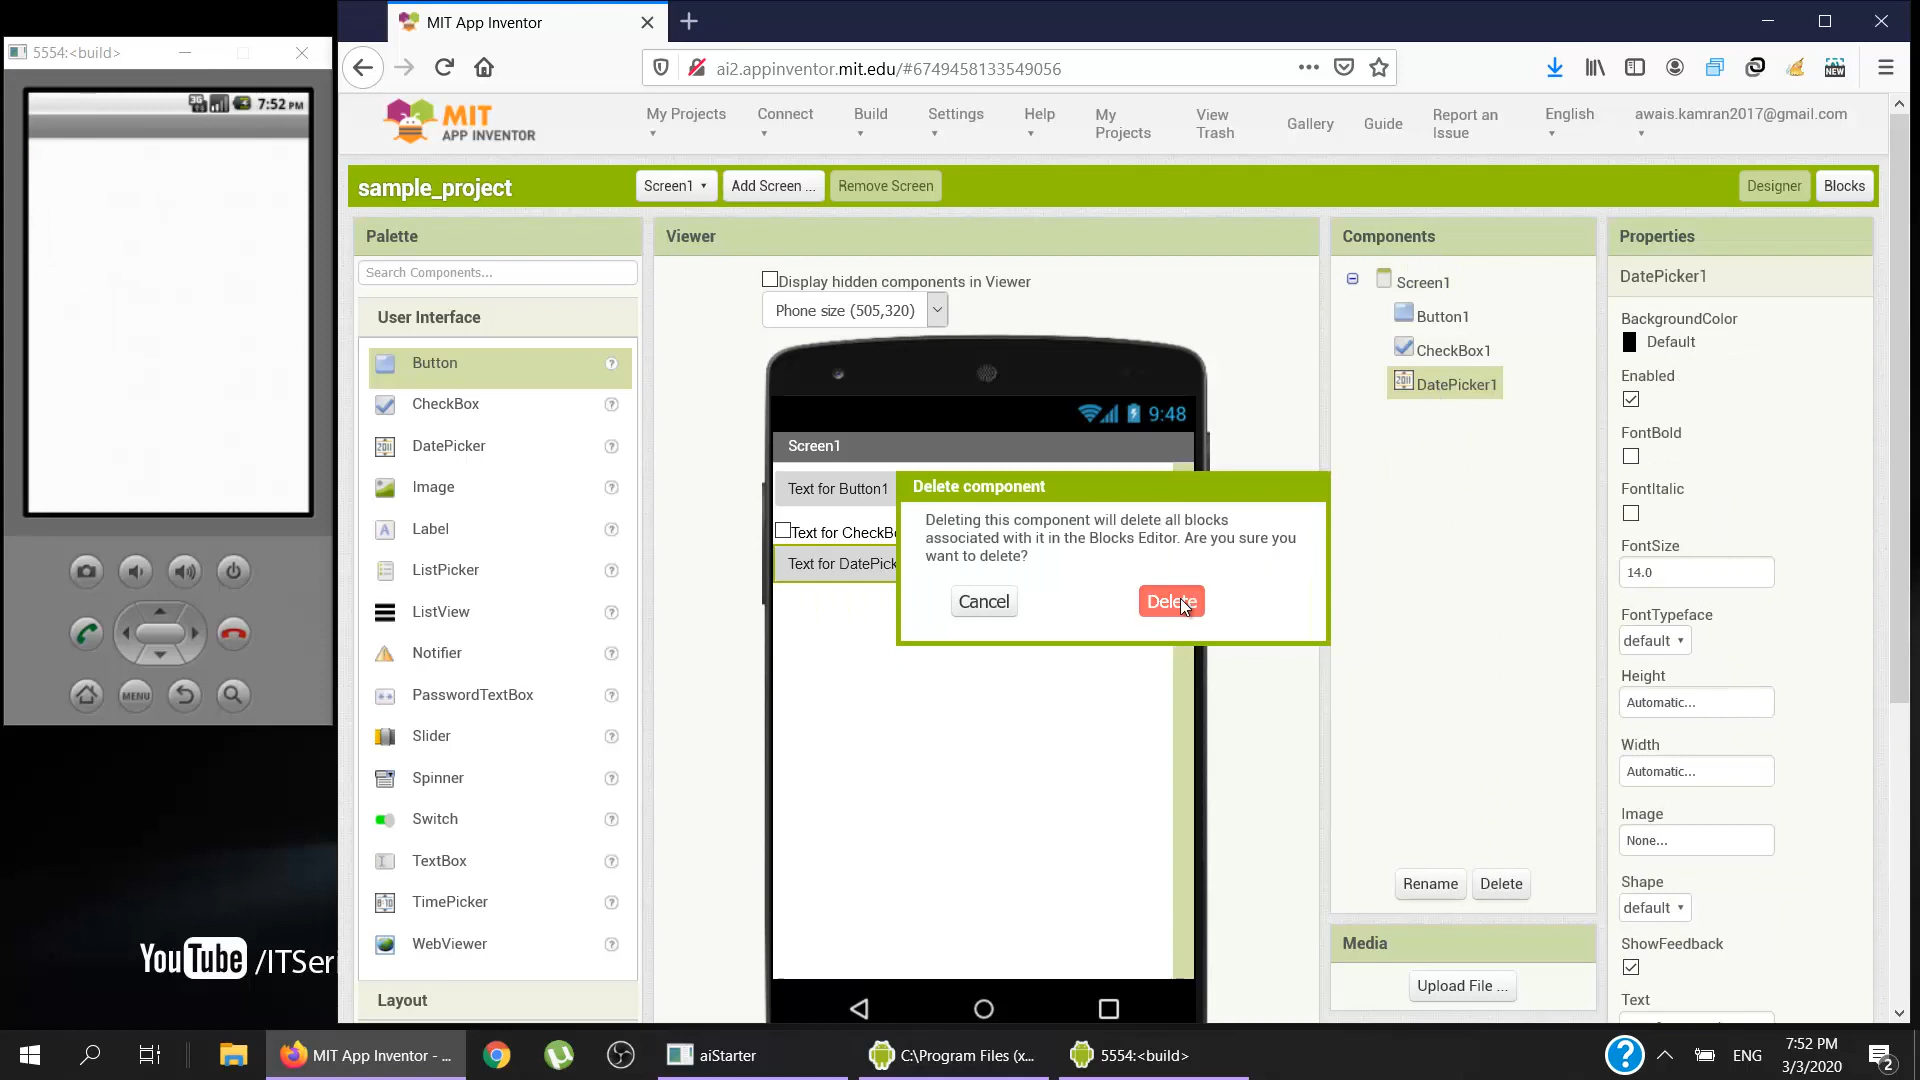 5554:<build>
7:52 PM
MENU
YouTube /ITSeri
MIT App Inventor
ai2.appinventor.mit.edu/#6749458133549056
NEW
MIT
APP INVENTOR
My Projects
Connect
Build
Settings
Help
My
Projects
View
Trash
Gallery
Guide
Report an
Issue
English
awais.kamran2017@gmail.com
sample_project
Screen1
Add Screen ...
Remove Screen
Designer
Blocks
Palette
Search Components...
User Interface
Button
CheckBox
DatePicker
Image
Label
ListPicker
ListView
Notifier
PasswordTextBox
Slider
Spinner
Switch
TextBox
TimePicker
WebViewer
Layout
Viewer
Display hidden components in Viewer
Phone size (505,320)
9:48
Screen1
Text for Button1
Text for CheckBo
Text for DatePick
Delete component
Deleting this component will delete all blocks
associated with it in the Blocks Editor. Are you sure you
want to delete?
Cancel
Delete
Components
Screen1
Button1
CheckBox1
DatePicker1
Rename
Delete
Media
Upload File ...
Properties
DatePicker1
BackgroundColor
Default
Enabled
FontBold
FontItalic
FontSize
14.0
FontTypeface
default
Height
Automatic...
Width
Automatic...
Image
None...
Shape
default
ShowFeedback
Text
MIT App Inventor - ...
aiStarter
C:\Program Files (x...
5554:<build>
ENG
7:52 PM
3/3/2020
2